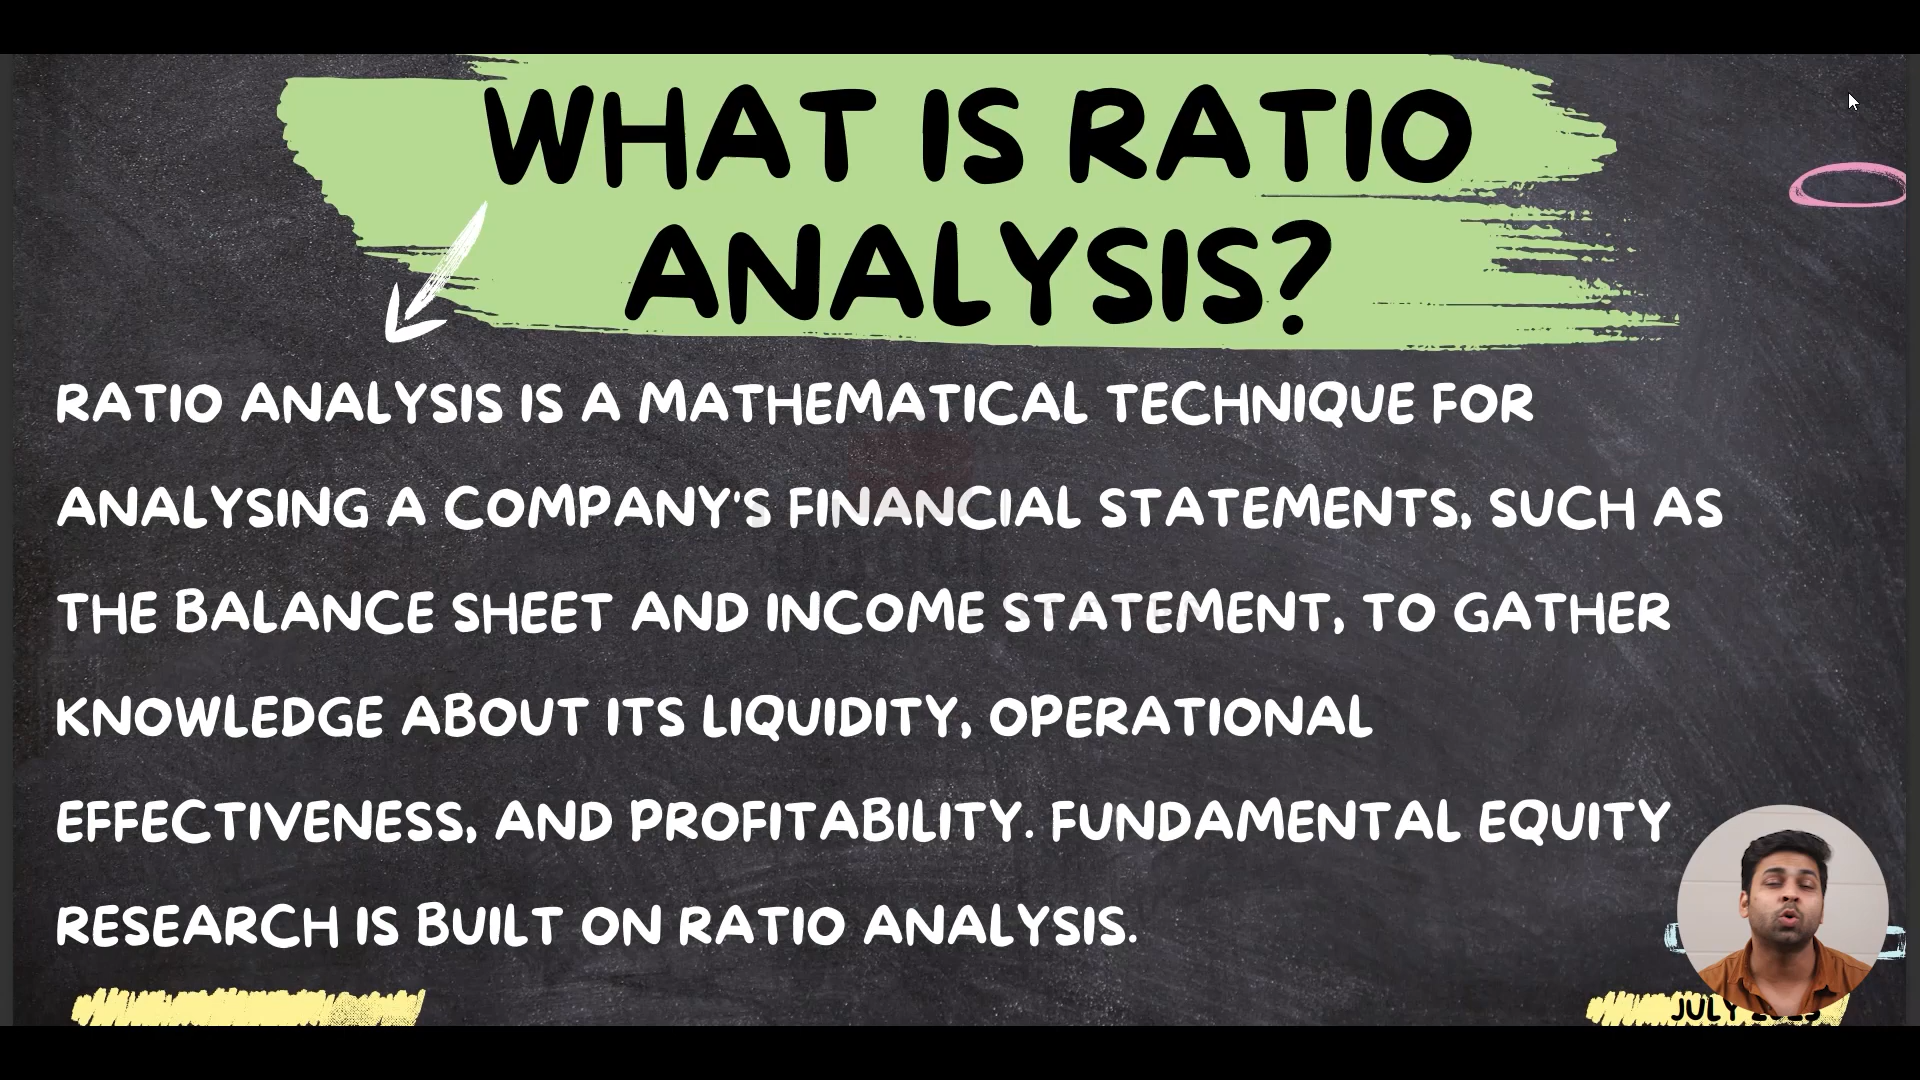 WHAT IS RATIO
ANALYSIS?
RATIO ANALYSIS IS A MATHEMATICAL TECHNIQUE FOR
ANALYSING A COMPANY'S FINANCIAL STATEMENTS, SUCH AS
THE BALANCE SHEET AND INCOME STATEMENT, TO GATHER
KNOWLEDGE ABOUT ITS LIQUIDITY, OPERATIONAL
EFFECTIVENESS, AND PROFITABILITY. FUNDAMENTAL EQUITY
RESEARCH IS BUILT ON RATIO ANALYSIS.
JULY